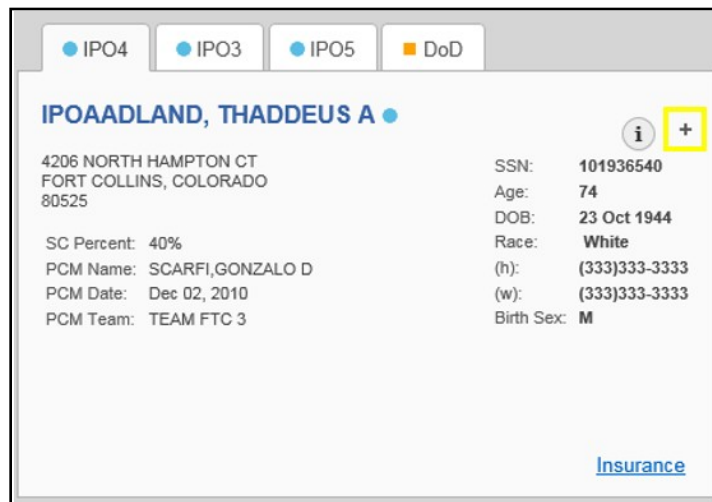 IPO4 IPO3 IPO5 DoD
IPOAADLAND, THADDEUS A
i +
4206 NORTH HAMPTON CT
FORT COLLINS, COLORADO
80525
SC Percent: 40%
PCM Name: SCARFI,GONZALO D
PCM Date: Dec 02, 2010
PCM Team: TEAM FTC 3
SSN: 101936540
Age: 74
DOB: 23 Oct 1944
Race: White
(h): (333)333-3333
(w): (333)333-3333
Birth Sex: M
Insurance